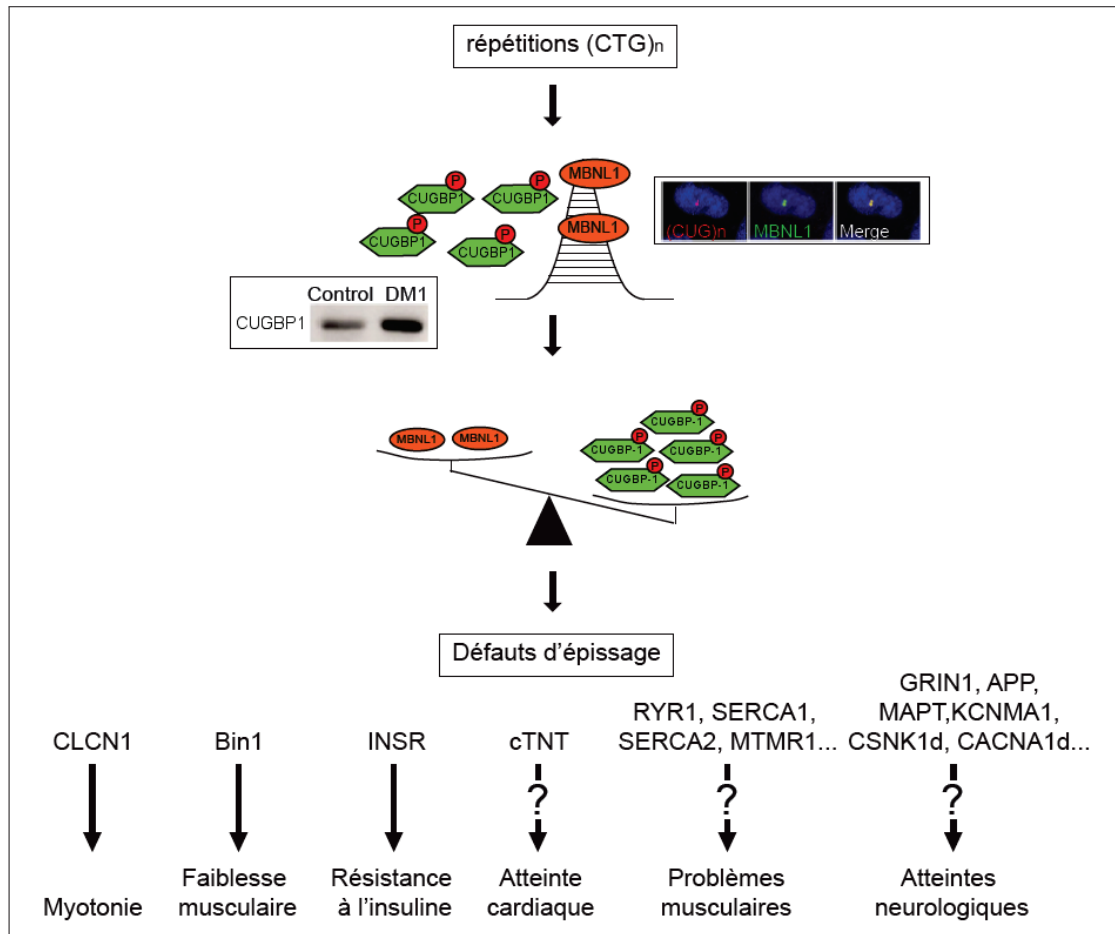 répétitions (CTG)n
MBNL1
P
P
CUGBP1
CUGBP1
P
P
MBNL1
CUGBP1
CUGBP1
(CUG)n
MBNL1
Merge
Control DM1
CUGBP1
P
CUGBP-1
MBNL1
MBNL1
P
P
CUGBP-1
CUGBP-1
P
P
CUGBP-1
CUGBP-1
Défauts d’épissage
GRIN1, APP,
MAPT,KCNMA1,
CSNK1d, CACNA1d...
RYR1, SERCA1,
SERCA2, MTMR1...
CLCN1
Bin1
INSR
cTNT
?
?
?
Myotonie
Faiblesse
musculaire
Résistance
à l’insuline
Atteinte
cardiaque
Problèmes
musculaires
Atteintes
neurologiques